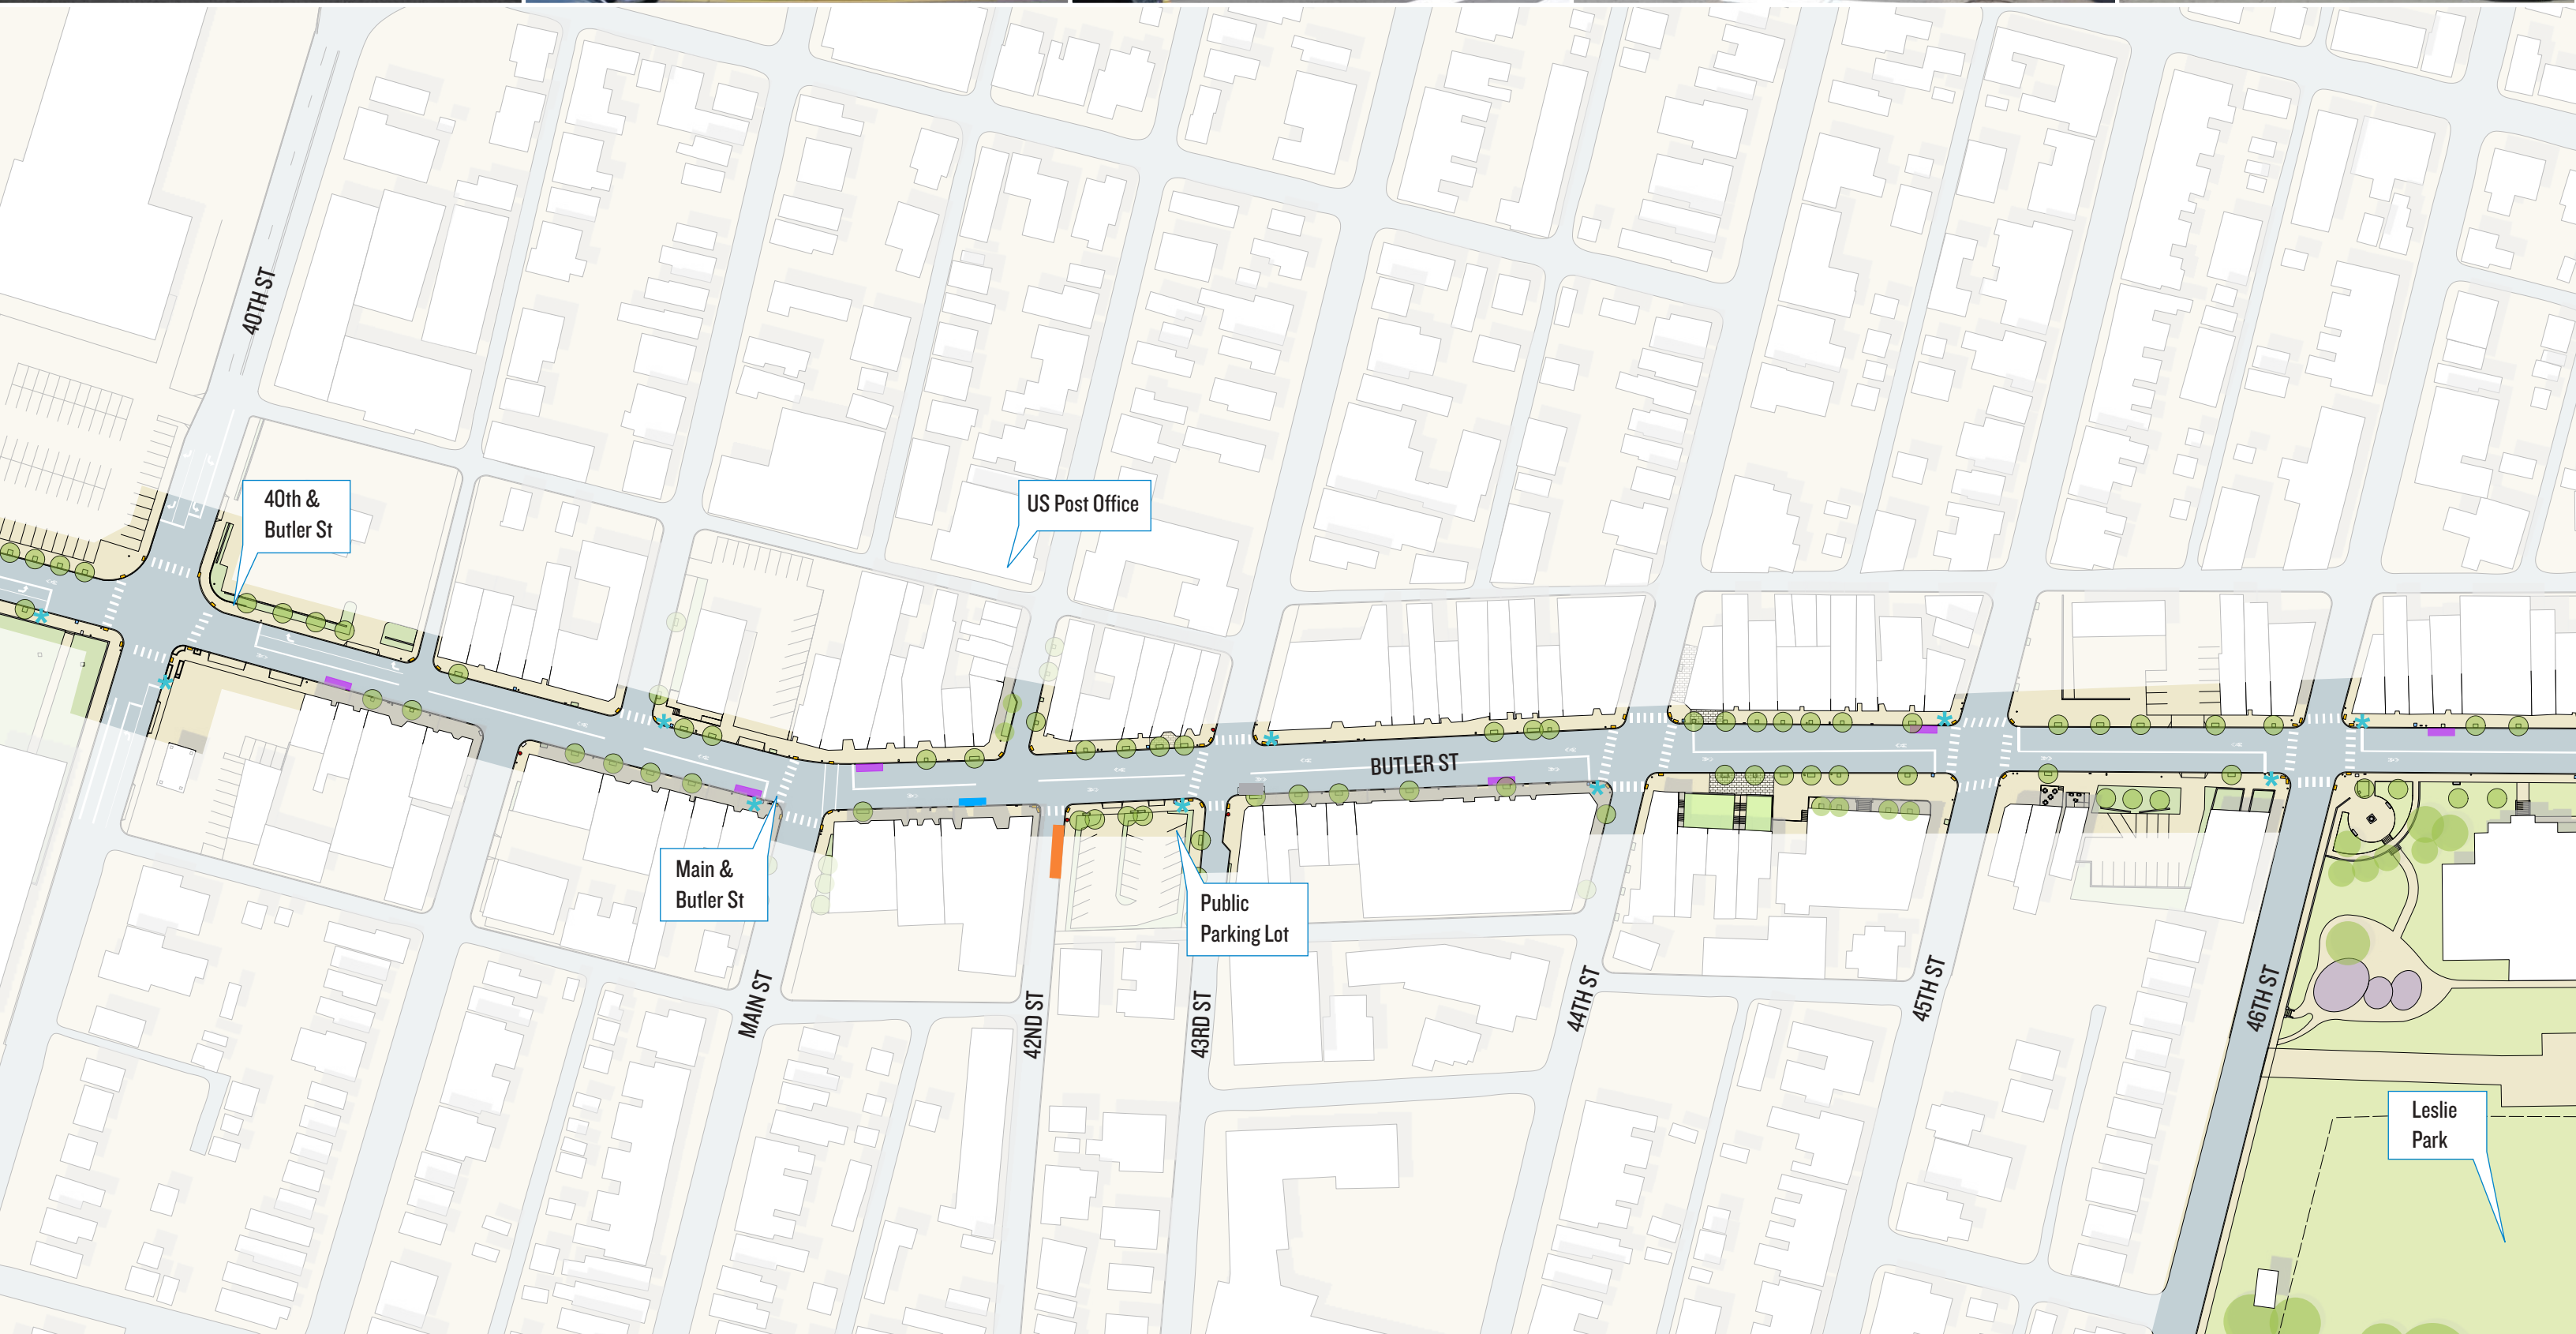 40TH ST
40th &
Butler St
US Post Office
BUTLER ST
Main &
Butler St
Public
Parking Lot
MAIN ST
42ND ST
43RD ST
44TH ST
45TH ST
46TH ST
Leslie
Park